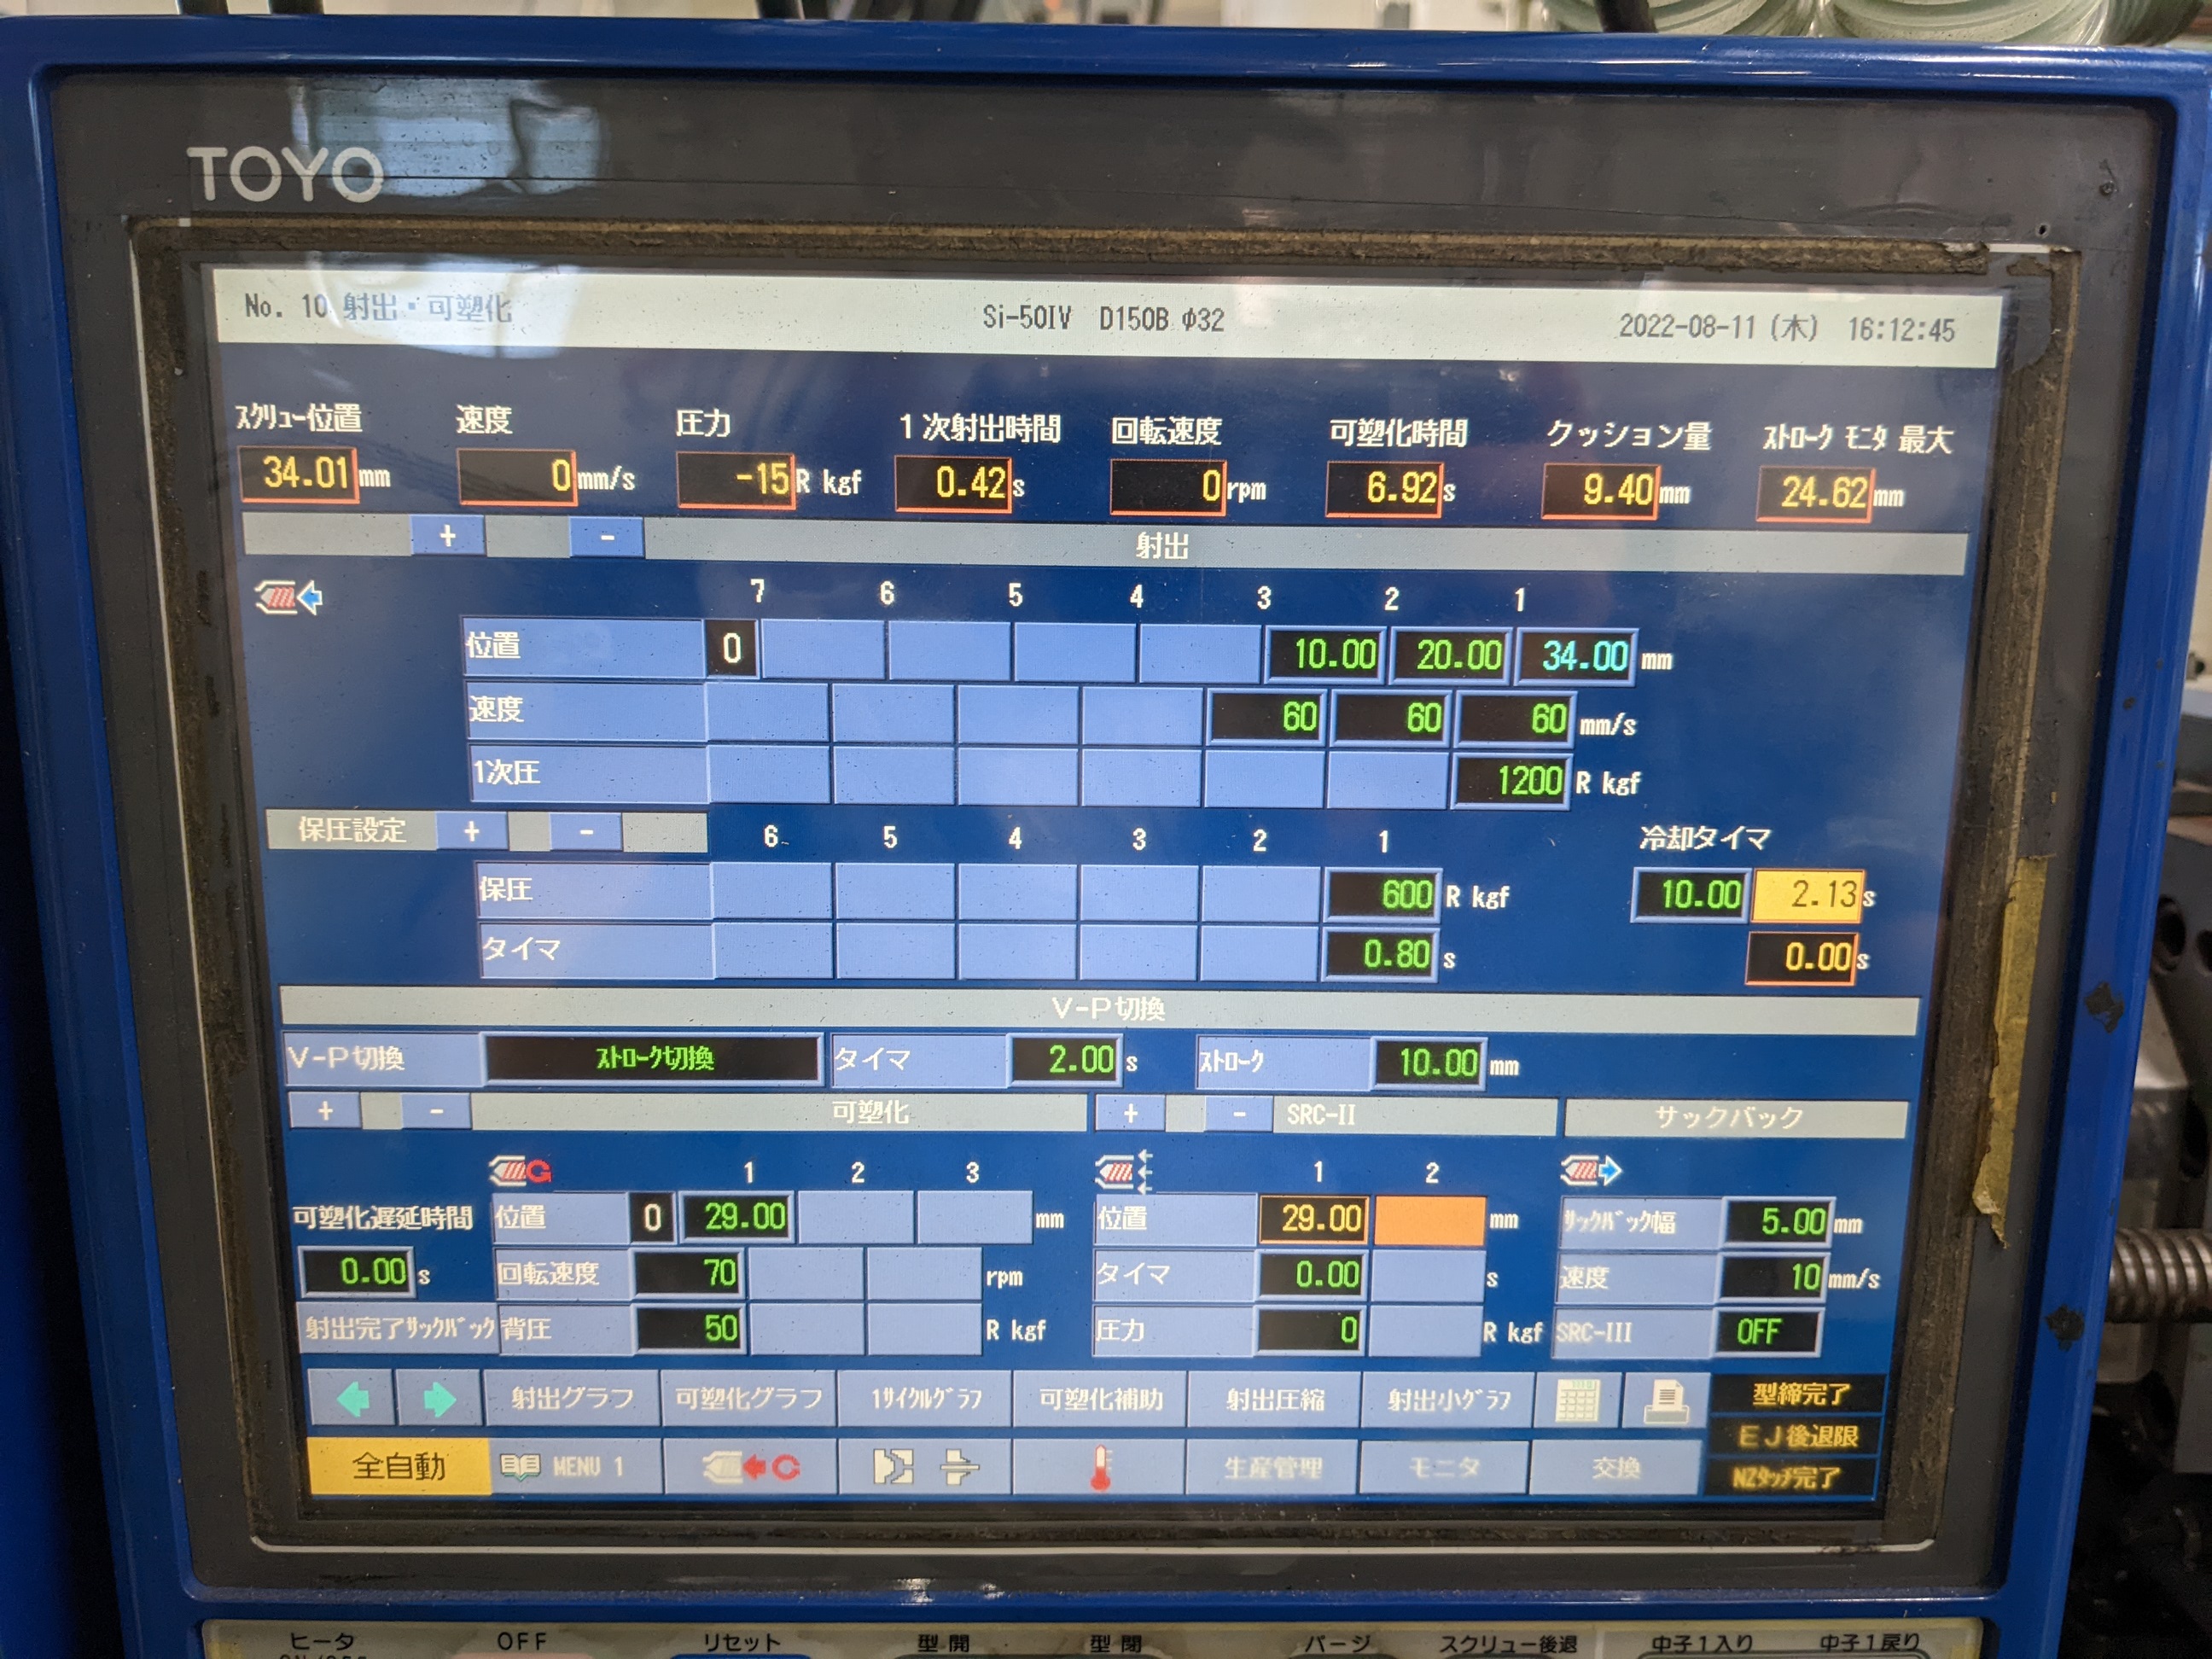 TOYO
No. 10 射出・可塑化 Si-50IV D150B φ32 2022-08-11 (木) 16:12:45
ｽｸﾘｭｰ位置 速度 圧力 1次射出時間 回転速度 可塑化時間 クッション量 ｽﾄﾛｰｸ ﾓﾆﾀ 最大
34.01 mm 0 mm/s -15 R kgf 0.42 s 0 rpm 6.92 s 9.40 mm 24.62 mm
+ - 射出
7 6 5 4 3 2 1
位置 0 10.00 20.00 34.00 mm
速度 60 60 60 mm/s
1次圧 1200 R kgf
保圧設定 + - 6 5 4 3 2 1 冷却タイマ
保圧 600 R kgf 10.00 2.13 s
タイマ 0.80 s 0.00 s
V-P切換
V-P切換 ｽﾄﾛｰｸ切換 タイマ 2.00 s ｽﾄﾛｰｸ 10.00 mm
+ - 可塑化 + - SRC-II サックバック
1 2 3 1 2
可塑化遅延時間 位置 0 29.00 mm 位置 29.00 mm ｻｯｸﾊﾞｯｸ幅 5.00 mm
0.00 s 回転速度 70 rpm タイマ 0.00 s 速度 10 mm/s
射出完了ｻｯｸﾊﾞｯｸ 背圧 50 R kgf 圧力 0 R kgf SRC-III OFF
射出グラフ 可塑化グラフ 1ｻｲｸﾙｸﾞﾗﾌ 可塑化補助 射出圧縮 射出小ｸﾞﾗﾌ 型締完了
EJ後退限
全自動 MENU 1 生産管理 モニタ 交換 NZﾀｯﾁ完了
ヒータ OFF リセット 型開 型閉 パージ スクリュー後退 中子1入り 中子1戻り